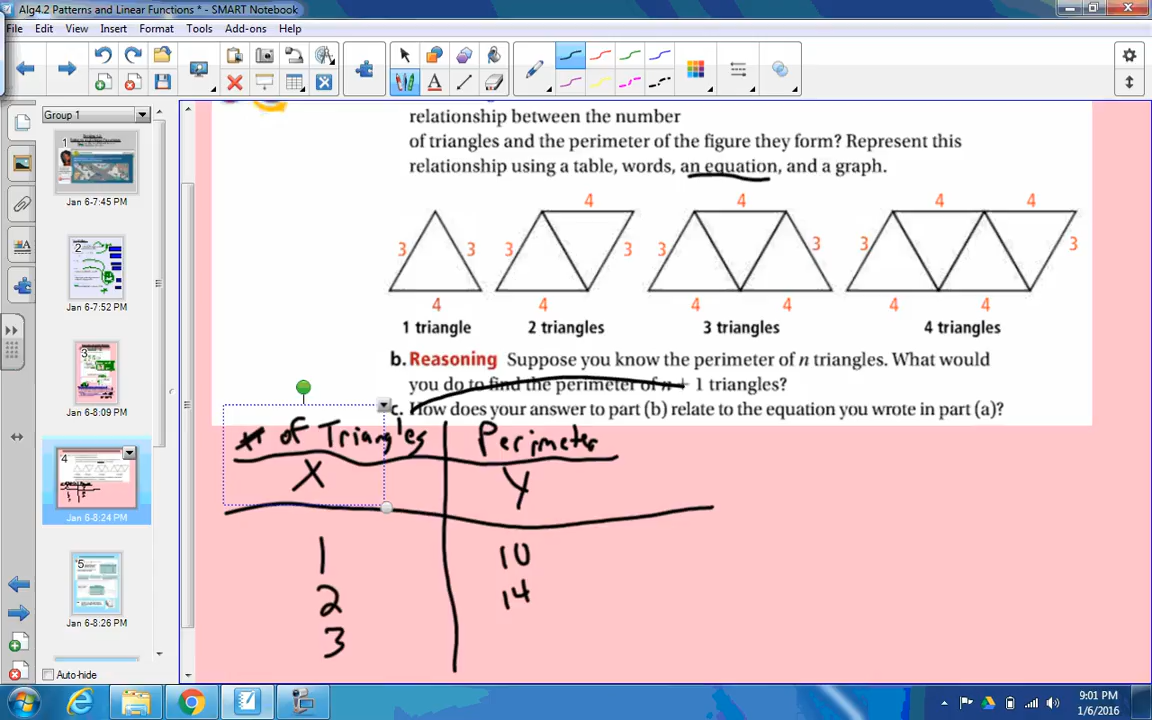 Alg4.2 Patterns and Linear Functions * - SMART Notebook
File Edit View Insert Format Tools Add-ons Help
Group 1
1
Jan 6-7:45 PM
2
Jan 6-7:52 PM
3
Jan 6-8:09 PM
4
Jan 6-8:24 PM
5
Jan 6-8:26 PM
Auto-hide
relationship between the number
of triangles and the perimeter of the figure they form? Represent this
relationship using a table, words, an equation, and a graph.
4 4 4 4
3 3 3 3 3 3 3 3
4 4 4 4 4 4
1 triangle 2 triangles 3 triangles 4 triangles
b. Reasoning Suppose you know the perimeter of n triangles. What would
you do to find the perimeter of n + 1 triangles?
c. How does your answer to part (b) relate to the equation you wrote in part (a)?
# of Triangles Perimeter
X Y
1 10
2 14
3
9:01 PM
1/6/2016